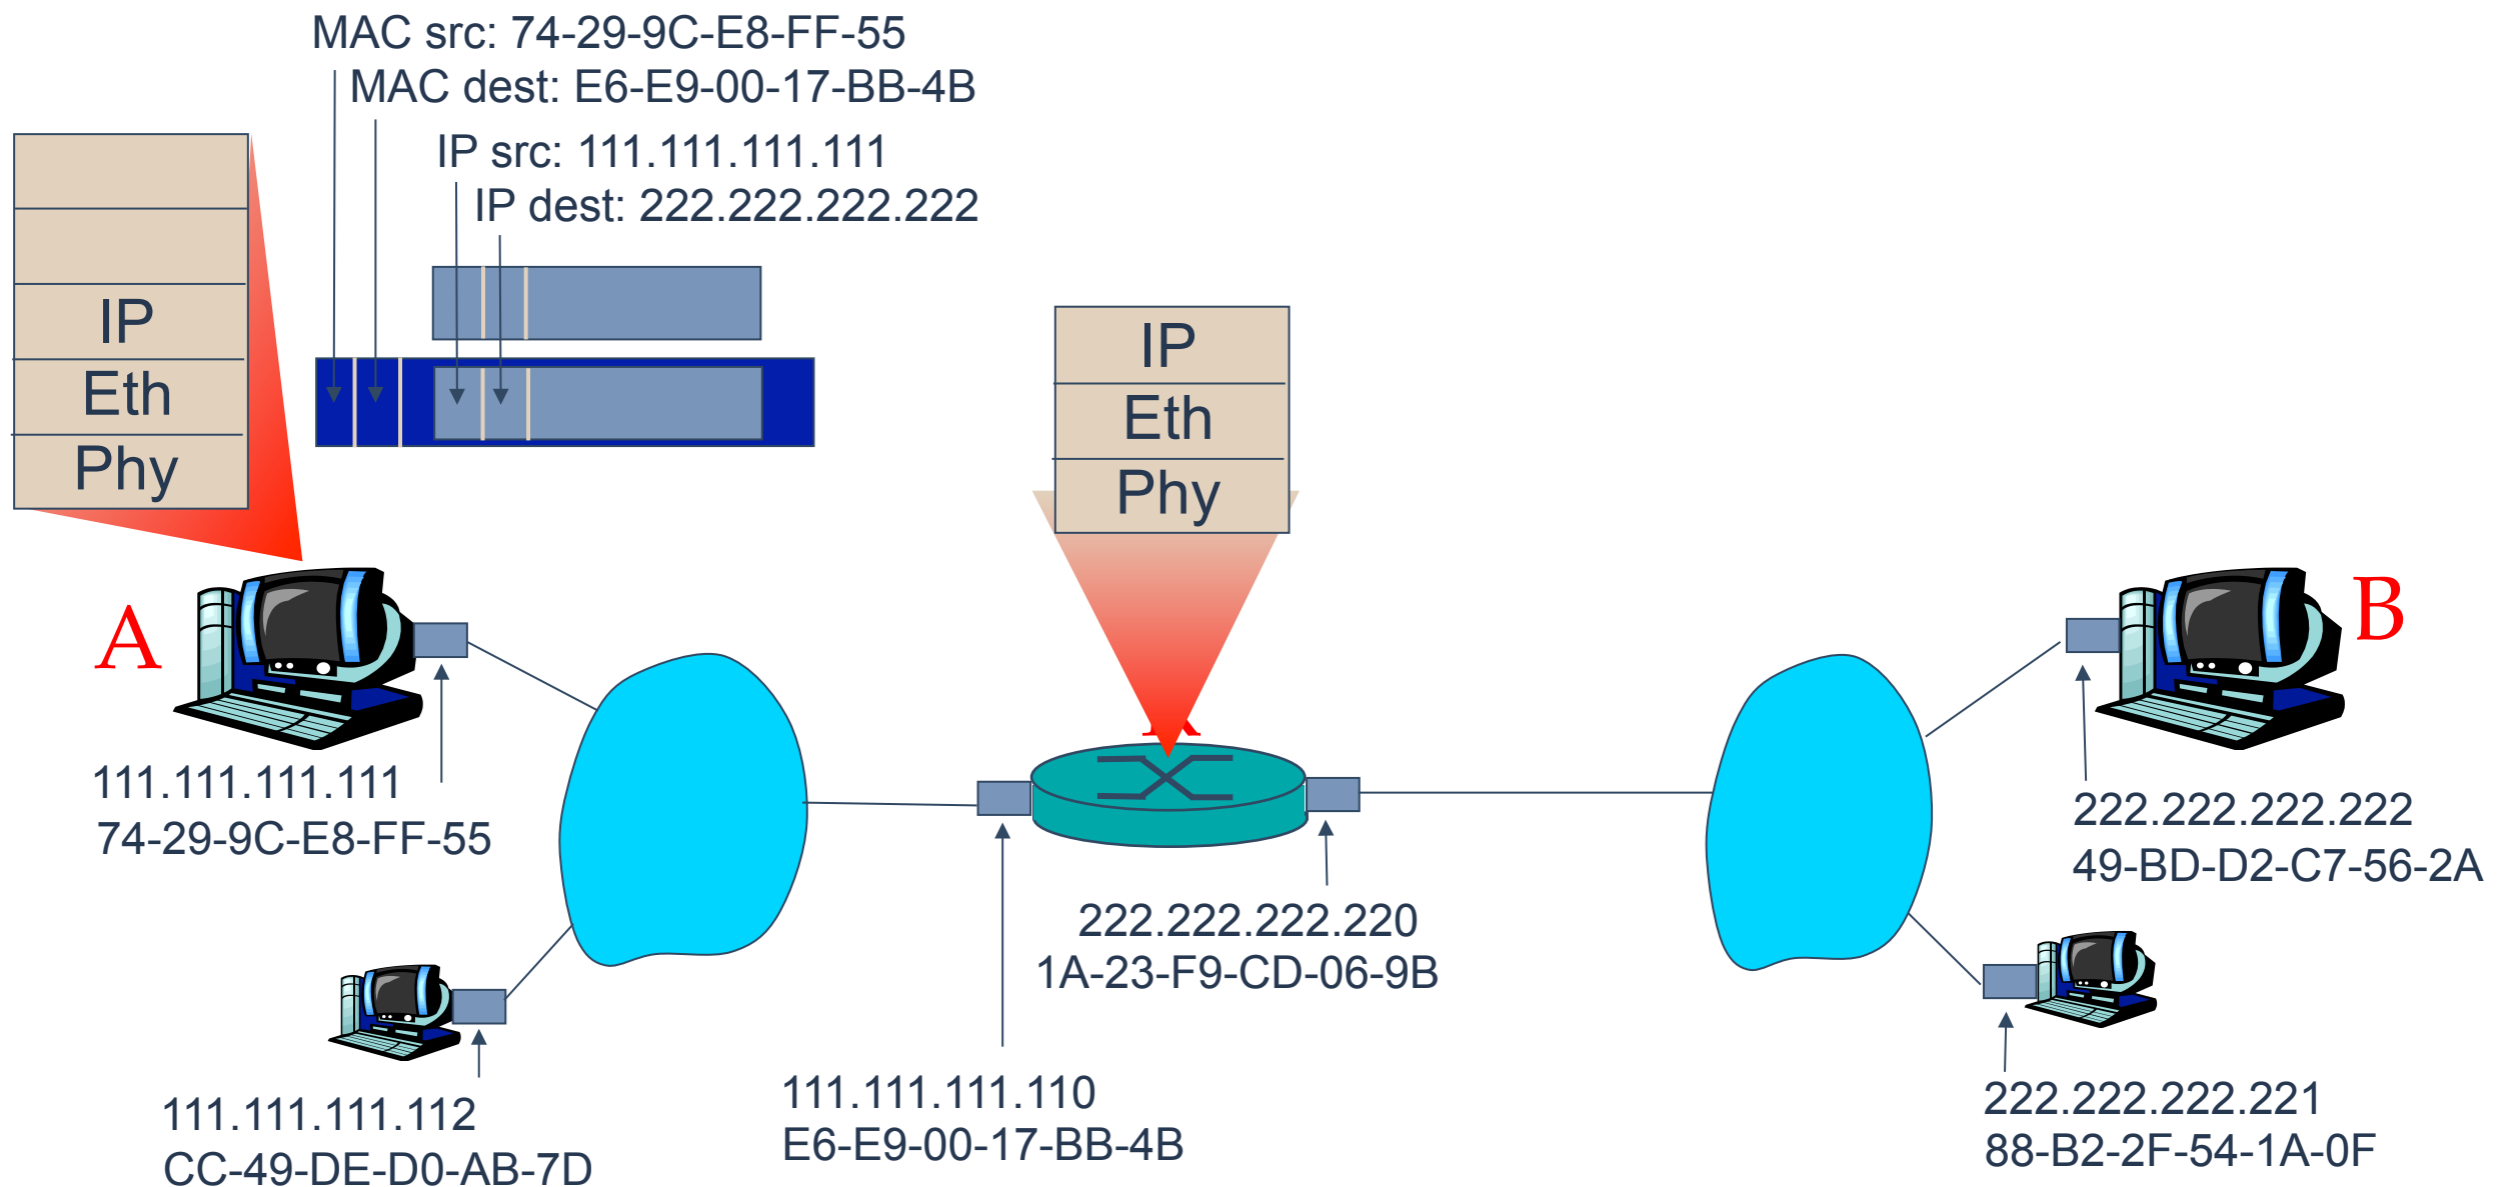 MAC src: 74-29-9C-E8-FF-55
MAC dest: E6-E9-00-17-BB-4B
IP src: 111.111.111.111
IP dest: 222.222.222.222
IP
Eth
Phy
IP
Eth
Phy
A
B
111.111.111.111
74-29-9C-E8-FF-55
222.222.222.222
49-BD-D2-C7-56-2A
222.222.222.220
1A-23-F9-CD-06-9B
111.111.111.112
CC-49-DE-D0-AB-7D
111.111.111.110
E6-E9-00-17-BB-4B
222.222.222.221
88-B2-2F-54-1A-0F